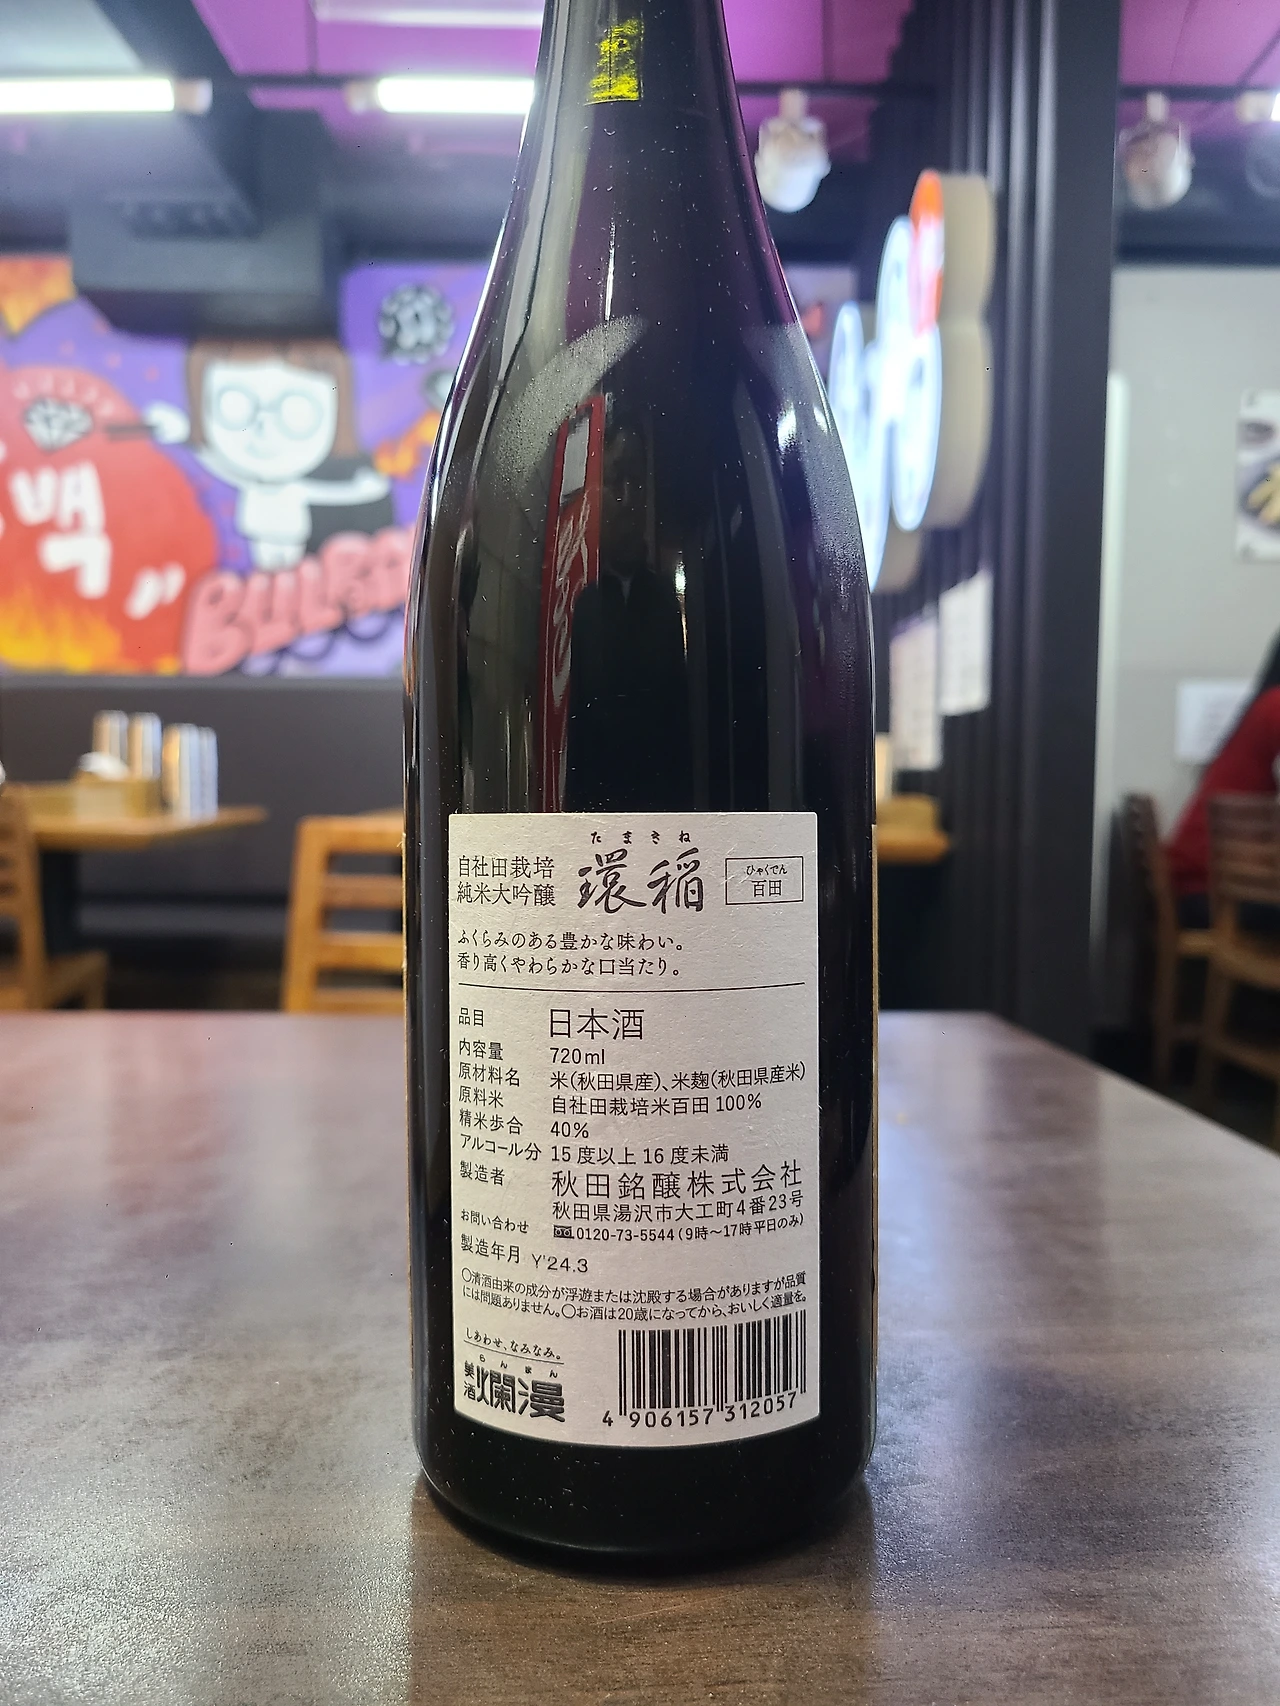 백
"
BULBA
たまきね
自社田栽培
純米大吟醸
環稲
ひゃくでん
百田
ふくらみのある豊かな味わい。
香り高くやわらかな口当たり。
品目 日本酒
内容量 720ml
原材料名 米(秋田県産)、米麹(秋田県産米)
原料米 自社田栽培米百田100%
精米歩合 40%
アルコール分 15度以上16度未満
製造者 秋田銘醸株式会社
秋田県湯沢市大工町4番23号
お問い合わせ 0120-73-5544(9時〜17時平日のみ)
製造年月 Y'24.3
〇清酒由来の成分が浮遊または沈殿する場合がありますが品質
には問題ありません。〇お酒は20歳になってから、おいしく適量を。
しあわせ、なみなみ。
らんまん
美酒爛漫
4 906157 312057